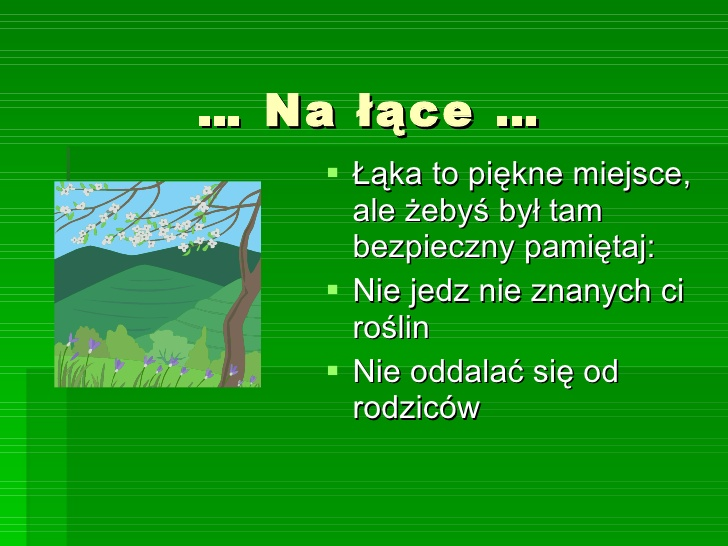 ... Na łące ...
Łąka to piękne miejsce,
ale żebyś był tam
bezpieczny pamiętaj:
Nie jedz nie znanych ci
roślin
Nie oddalać się od
rodziców